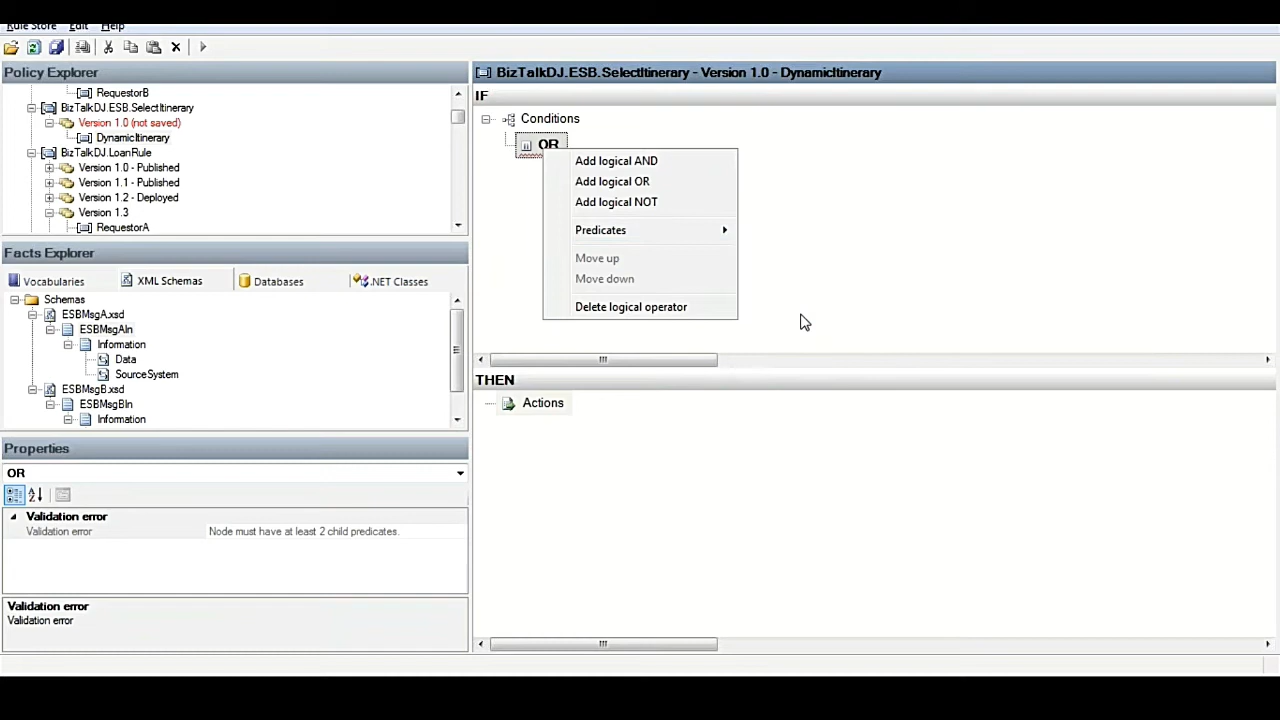 Rule Store Edit Help
Policy Explorer
RequestorB
BizTalkDJ.ESB.SelectItinerary
Version 1.0 (not saved)
DynamicItinerary
BizTalkDJ.LoanRule
Version 1.0 - Published
Version 1.1 - Published
Version 1.2 - Deployed
Version 1.3
RequestorA
Facts Explorer
Vocabularies XML Schemas Databases .NET Classes
Schemas
ESBMsgA.xsd
ESBMsgAIn
Information
Data
SourceSystem
ESBMsgB.xsd
ESBMsgBIn
Information
Properties
OR
Validation error
Validation error Node must have at least 2 child predicates.
Validation error
Validation error
BizTalkDJ.ESB.SelectItinerary - Version 1.0 - DynamicItinerary
IF
Conditions
OR
Add logical AND
Add logical OR
Add logical NOT
Predicates
Move up
Move down
Delete logical operator
THEN
Actions